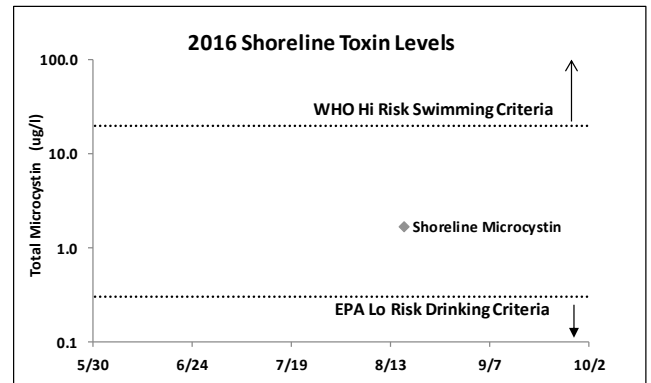 2016 Shoreline Toxin Levels
100.0
WHO Hi Risk Swimming Criteria
10.0
Total Microcystin (ug/l)
Shoreline Microcystin
1.0
EPA Lo Risk Drinking Criteria
0.1
5/30 6/24 7/19 8/13 9/7 10/2